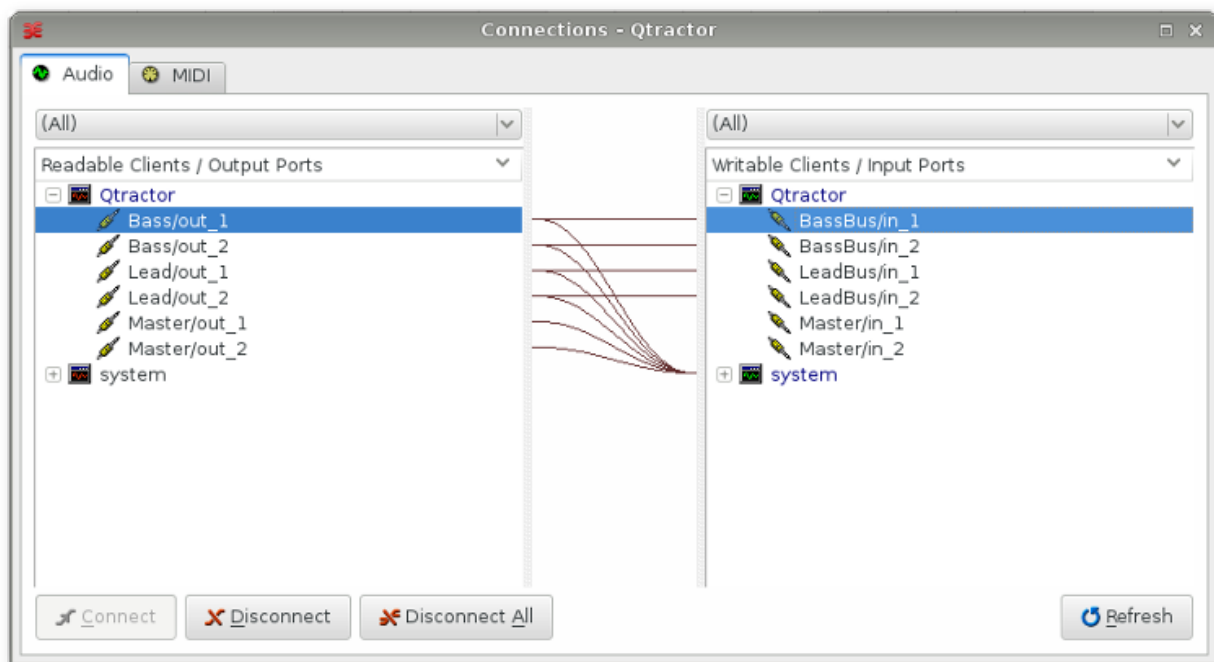 Connections - Qtractor
Audio
MIDI
(All)
(All)
Readable Clients / Output Ports
Writable Clients / Input Ports
Qtractor
Bass/out_1
Bass/out_2
Lead/out_1
Lead/out_2
Master/out_1
Master/out_2
system
Qtractor
BassBus/in_1
BassBus/in_2
LeadBus/in_1
LeadBus/in_2
Master/in_1
Master/in_2
system
Connect
Disconnect
Disconnect All
Refresh